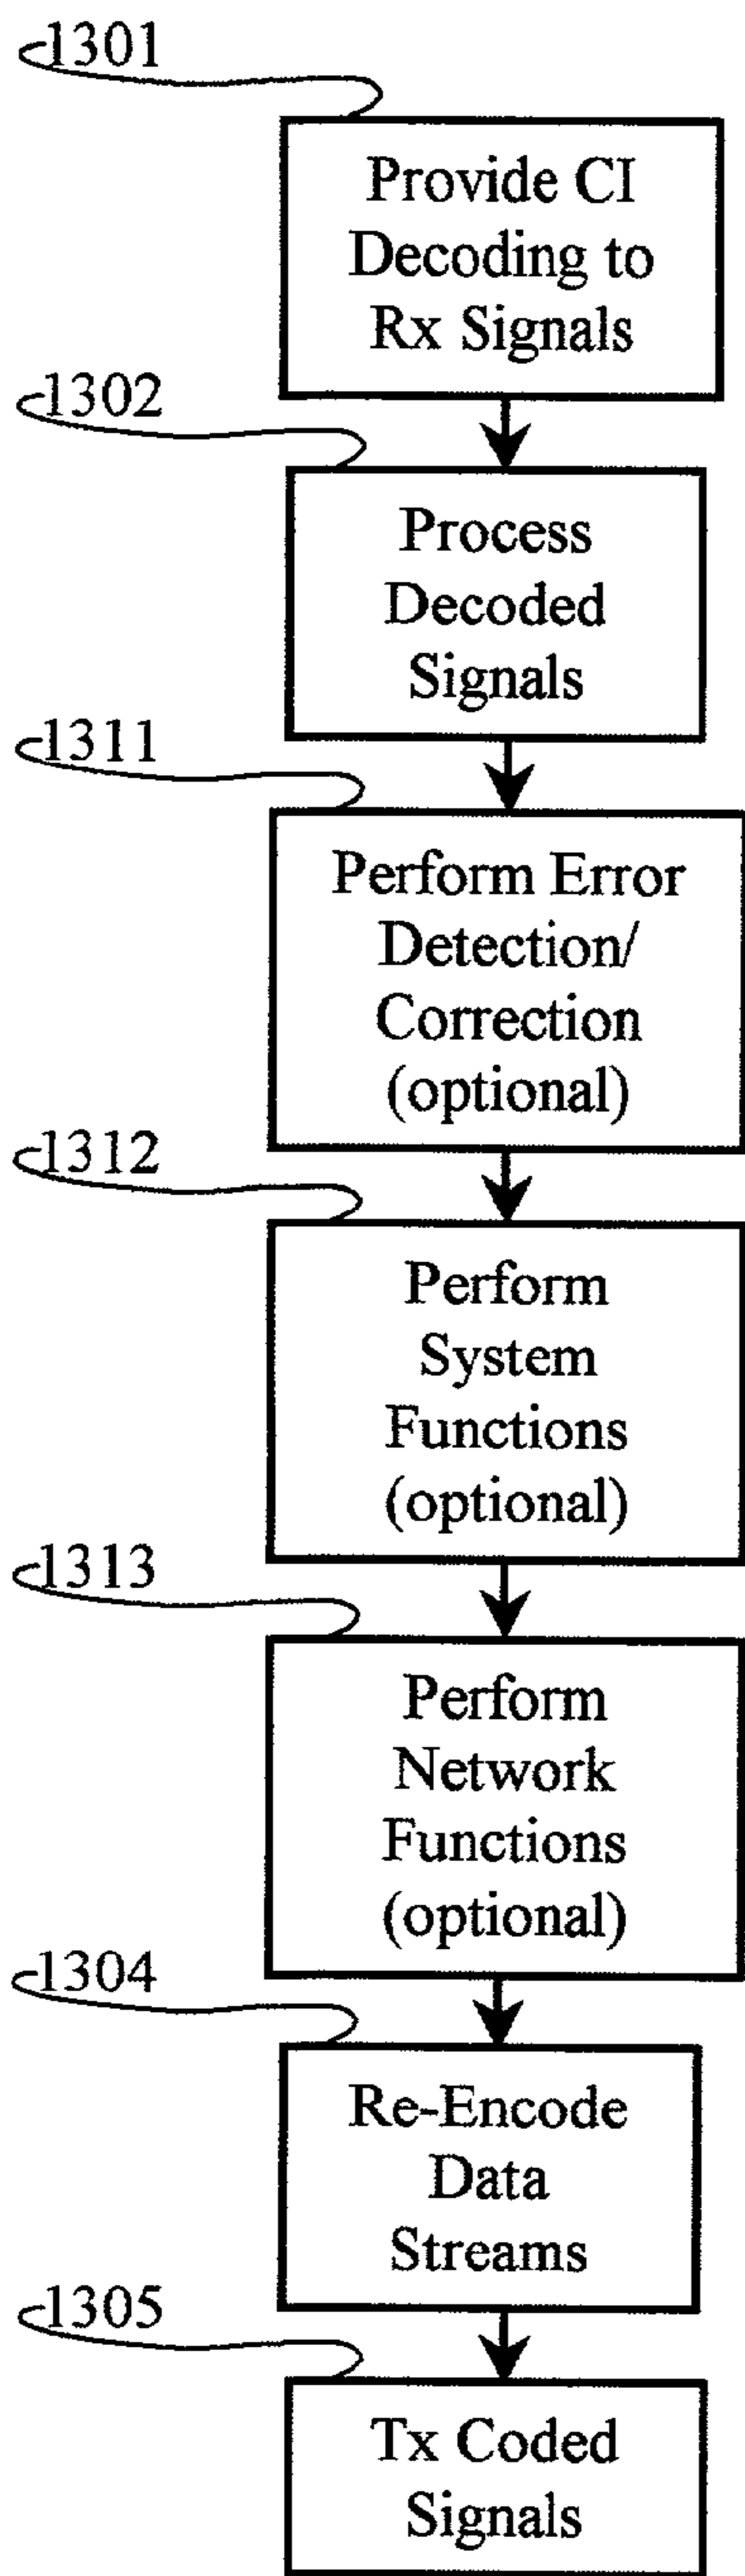 1301
Provide CI
Decoding to
Rx Signals
1302
Process
Decoded
Signals
1311
Perform Error
Detection/
Correction
(optional)
1312
Perform
System
Functions
(optional)
1313
Perform
Network
Functions
(optional)
1304
Re-Encode
Data
Streams
1305
Tx Coded
Signals